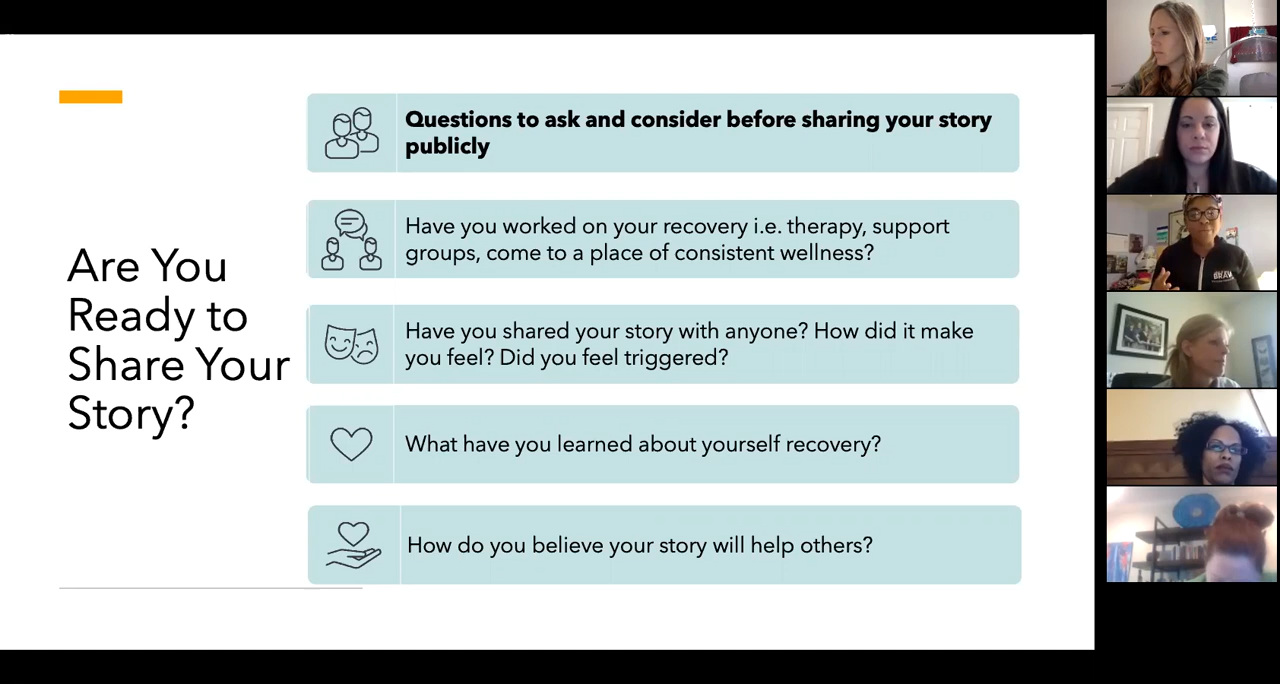 Are You
Ready to
Share Your
Story?
Questions to ask and consider before sharing your story
publicly
Have you worked on your recovery i.e. therapy, support
groups, come to a place of consistent wellness?
Have you shared your story with anyone? How did it make
you feel? Did you feel triggered?
What have you learned about yourself recovery?
How do you believe your story will help others?